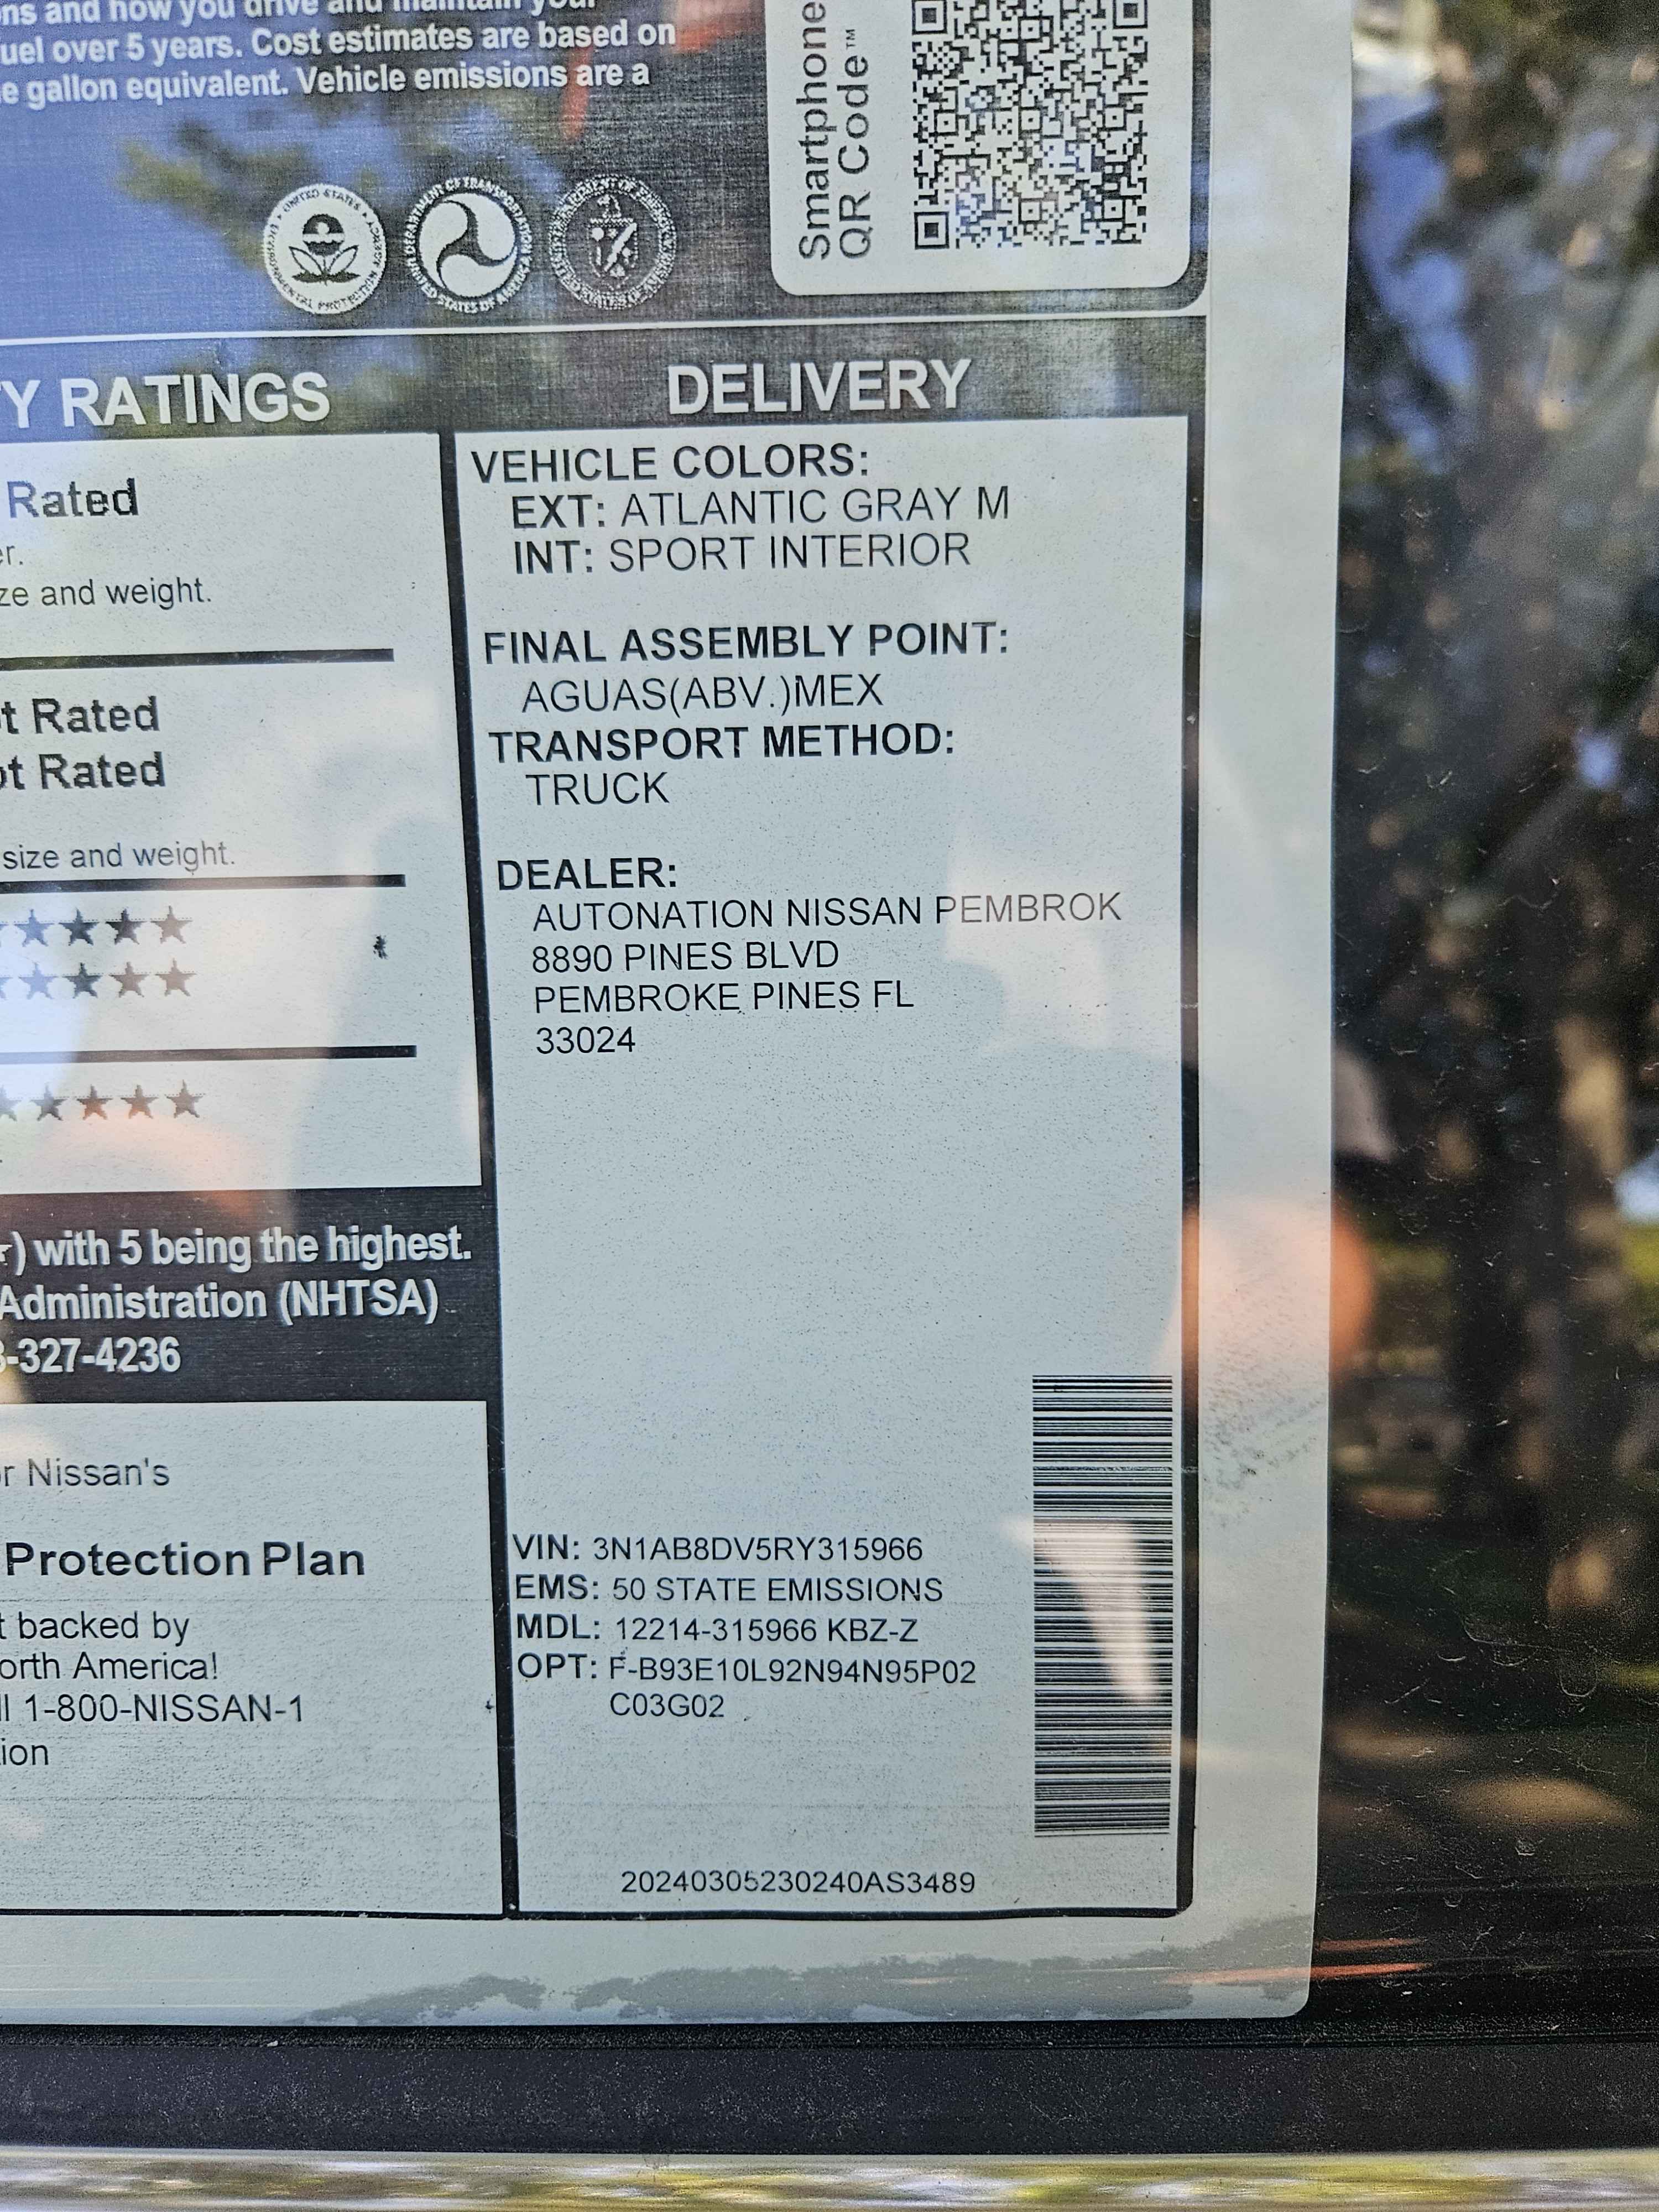 ns and how you drive and maintain your
uel over 5 years. Cost estimates are based on
e gallon equivalent. Vehicle emissions are a
Smartphone
QR Code™
Y RATINGS
Rated
er.
ze and weight.
t Rated
ot Rated
size and weight.
★★★★
★★★★
★★★★
) with 5 being the highest.
Administration (NHTSA)
-327-4236
r Nissan's
Protection Plan
t backed by
orth America!
ll 1-800-NISSAN-1
tion
DELIVERY
VEHICLE COLORS:
EXT: ATLANTIC GRAY M
INT: SPORT INTERIOR
FINAL ASSEMBLY POINT:
AGUAS(ABV.)MEX
TRANSPORT METHOD:
TRUCK
DEALER:
AUTONATION NISSAN PEMBROK
8890 PINES BLVD
PEMBROKE PINES FL
33024
VIN: 3N1AB8DV5RY315966
EMS: 50 STATE EMISSIONS
MDL: 12214-315966 KBZ-Z
OPT: F-B93E10L92N94N95P02
C03G02
20240305230240AS3489